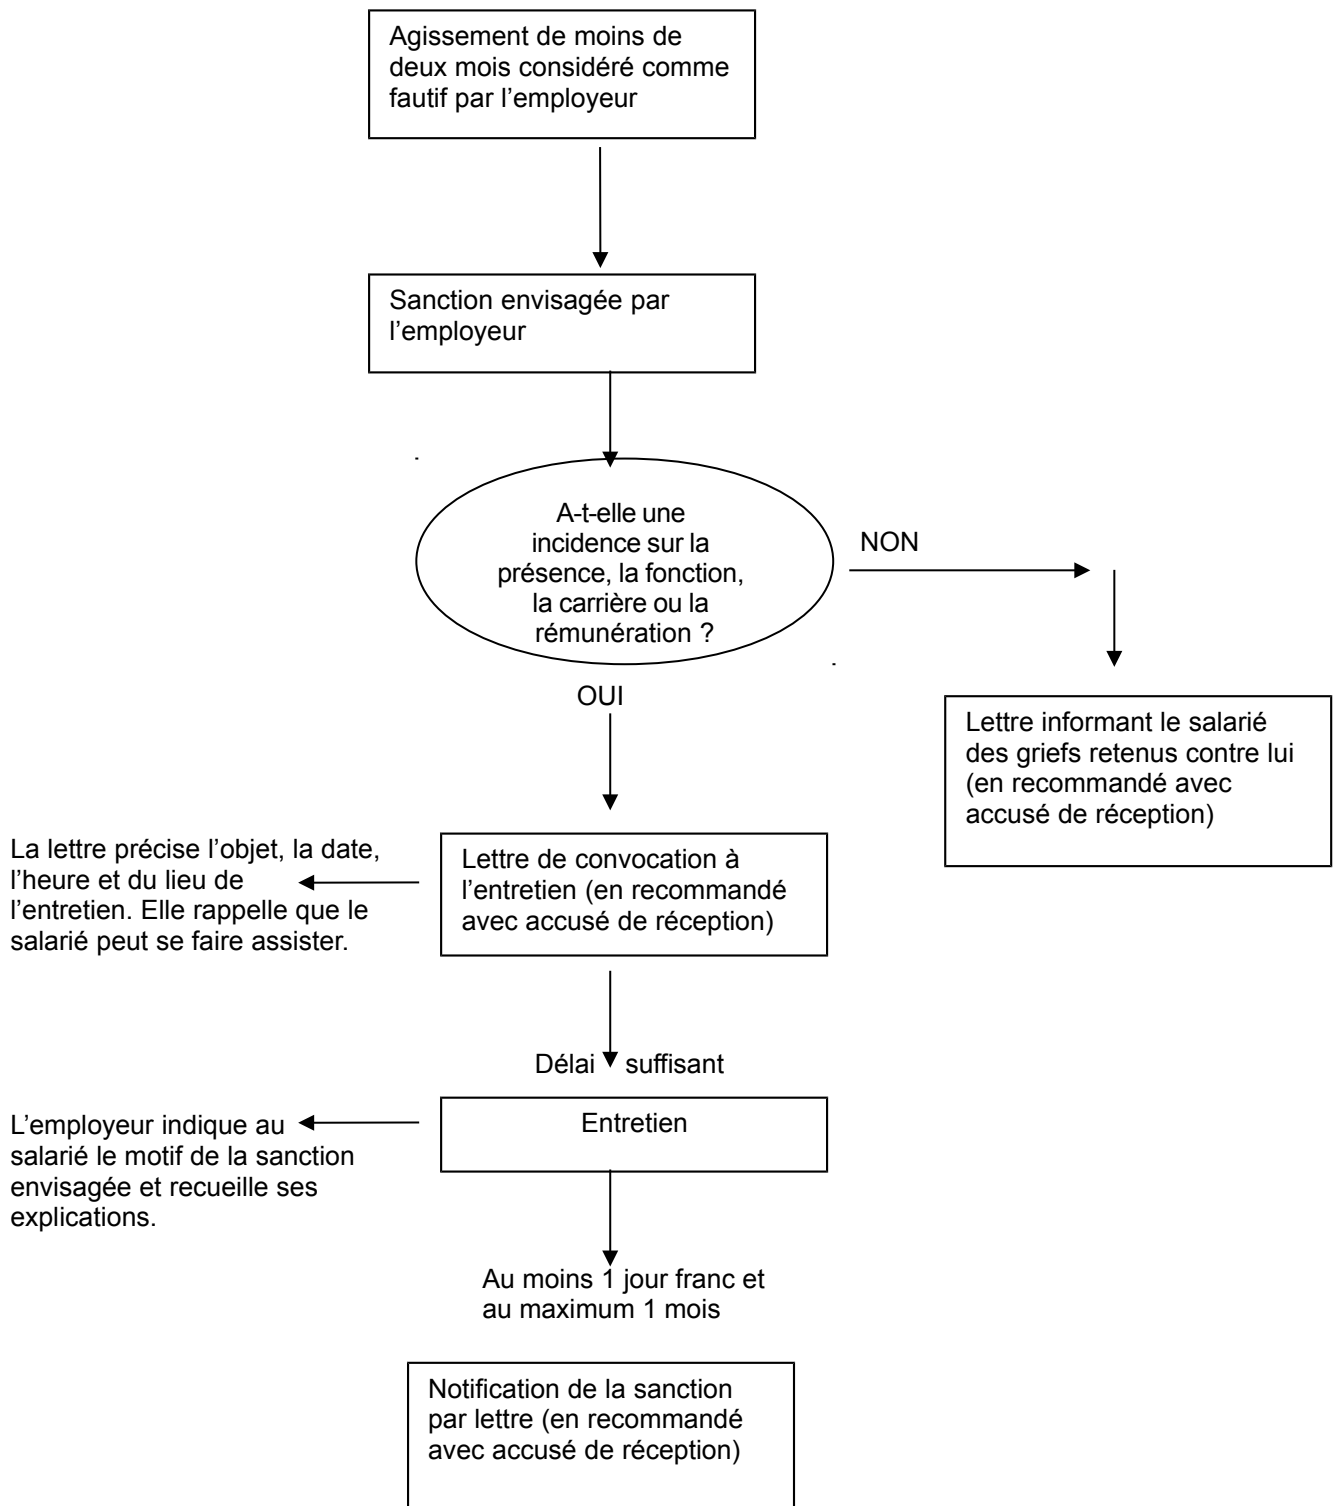 Agissement de moins de
deux mois considéré comme
fautif par l’employeur
Sanction envisagée par
l’employeur
A-t-elle une
incidence sur la
présence, la fonction,
la carrière ou la
rémunération ?
NON
OUI
Lettre informant le salarié
des griefs retenus contre lui
(en recommandé avec
accusé de réception)
La lettre précise l’objet, la date,
l’heure et du lieu de
l’entretien. Elle rappelle que le
salarié peut se faire assister.
Lettre de convocation à
l’entretien (en recommandé
avec accusé de réception)
Délai suffisant
L’employeur indique au
salarié le motif de la sanction
envisagée et recueille ses
explications.
Entretien
Au moins 1 jour franc et
au maximum 1 mois
Notification de la sanction
par lettre (en recommandé
avec accusé de réception)